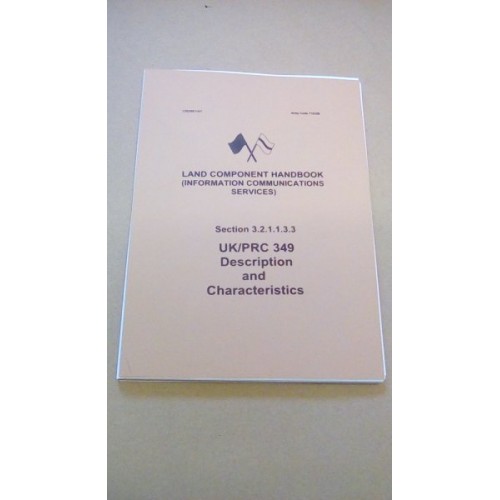 LAND COMPONENT HANDBOOK
(INFORMATION COMMUNICATIONS
SERVICES)
Section 3.2.1.1.3.3
UK/PRC 349
Description
and
Characteristics